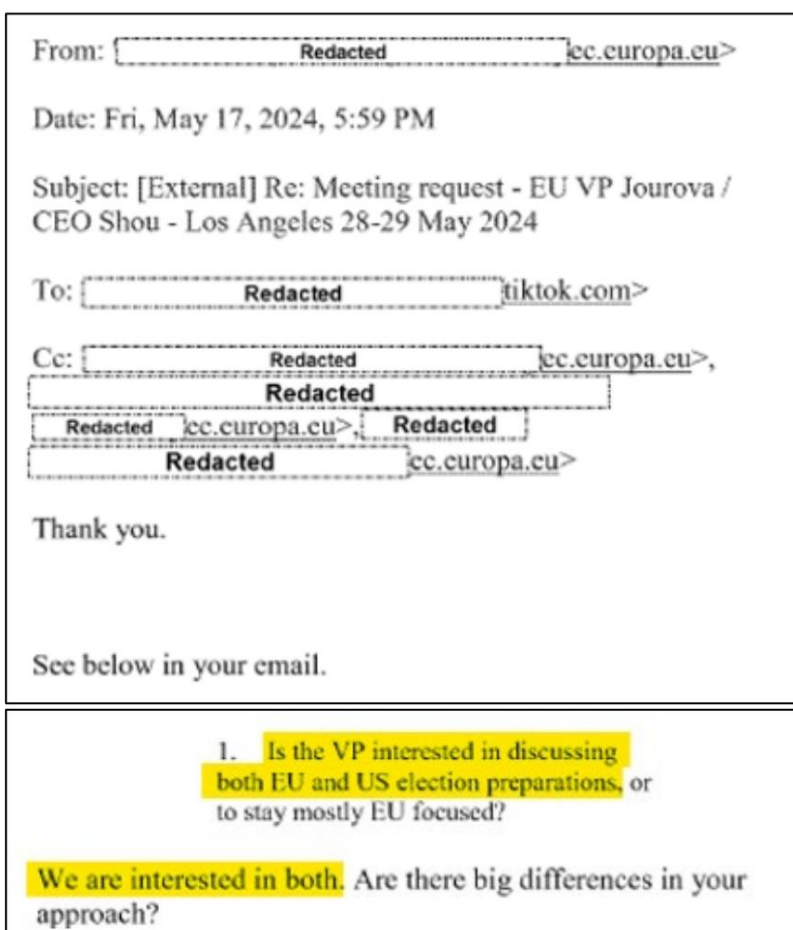 From: Redacted ec.europa.eu>
Date: Fri, May 17, 2024, 5:59 PM
Subject: [External] Re: Meeting request - EU VP Jourova /
CEO Shou - Los Angeles 28-29 May 2024
To: Redacted tiktok.com>
Cc: Redacted ec.europa.eu>,
Redacted
Redacted ec.europa.eu>, Redacted
Redacted ec.europa.eu>
Thank you.
See below in your email.
1. Is the VP interested in discussing
both EU and US election preparations, or
to stay mostly EU focused?
We are interested in both. Are there big differences in your
approach?